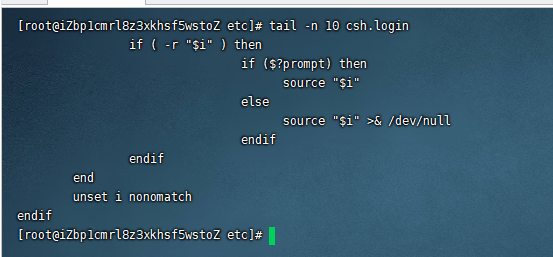 [root@iZbp1cmrl8z3xkhsf5wstoZ etc]# tail -n 10 csh.login
if ( -r "$i" ) then
if ($?prompt) then
source "$i"
else
source "$i" >& /dev/null
endif
endif
end
unset i nonomatch
endif
[root@iZbp1cmrl8z3xkhsf5wstoZ etc]#